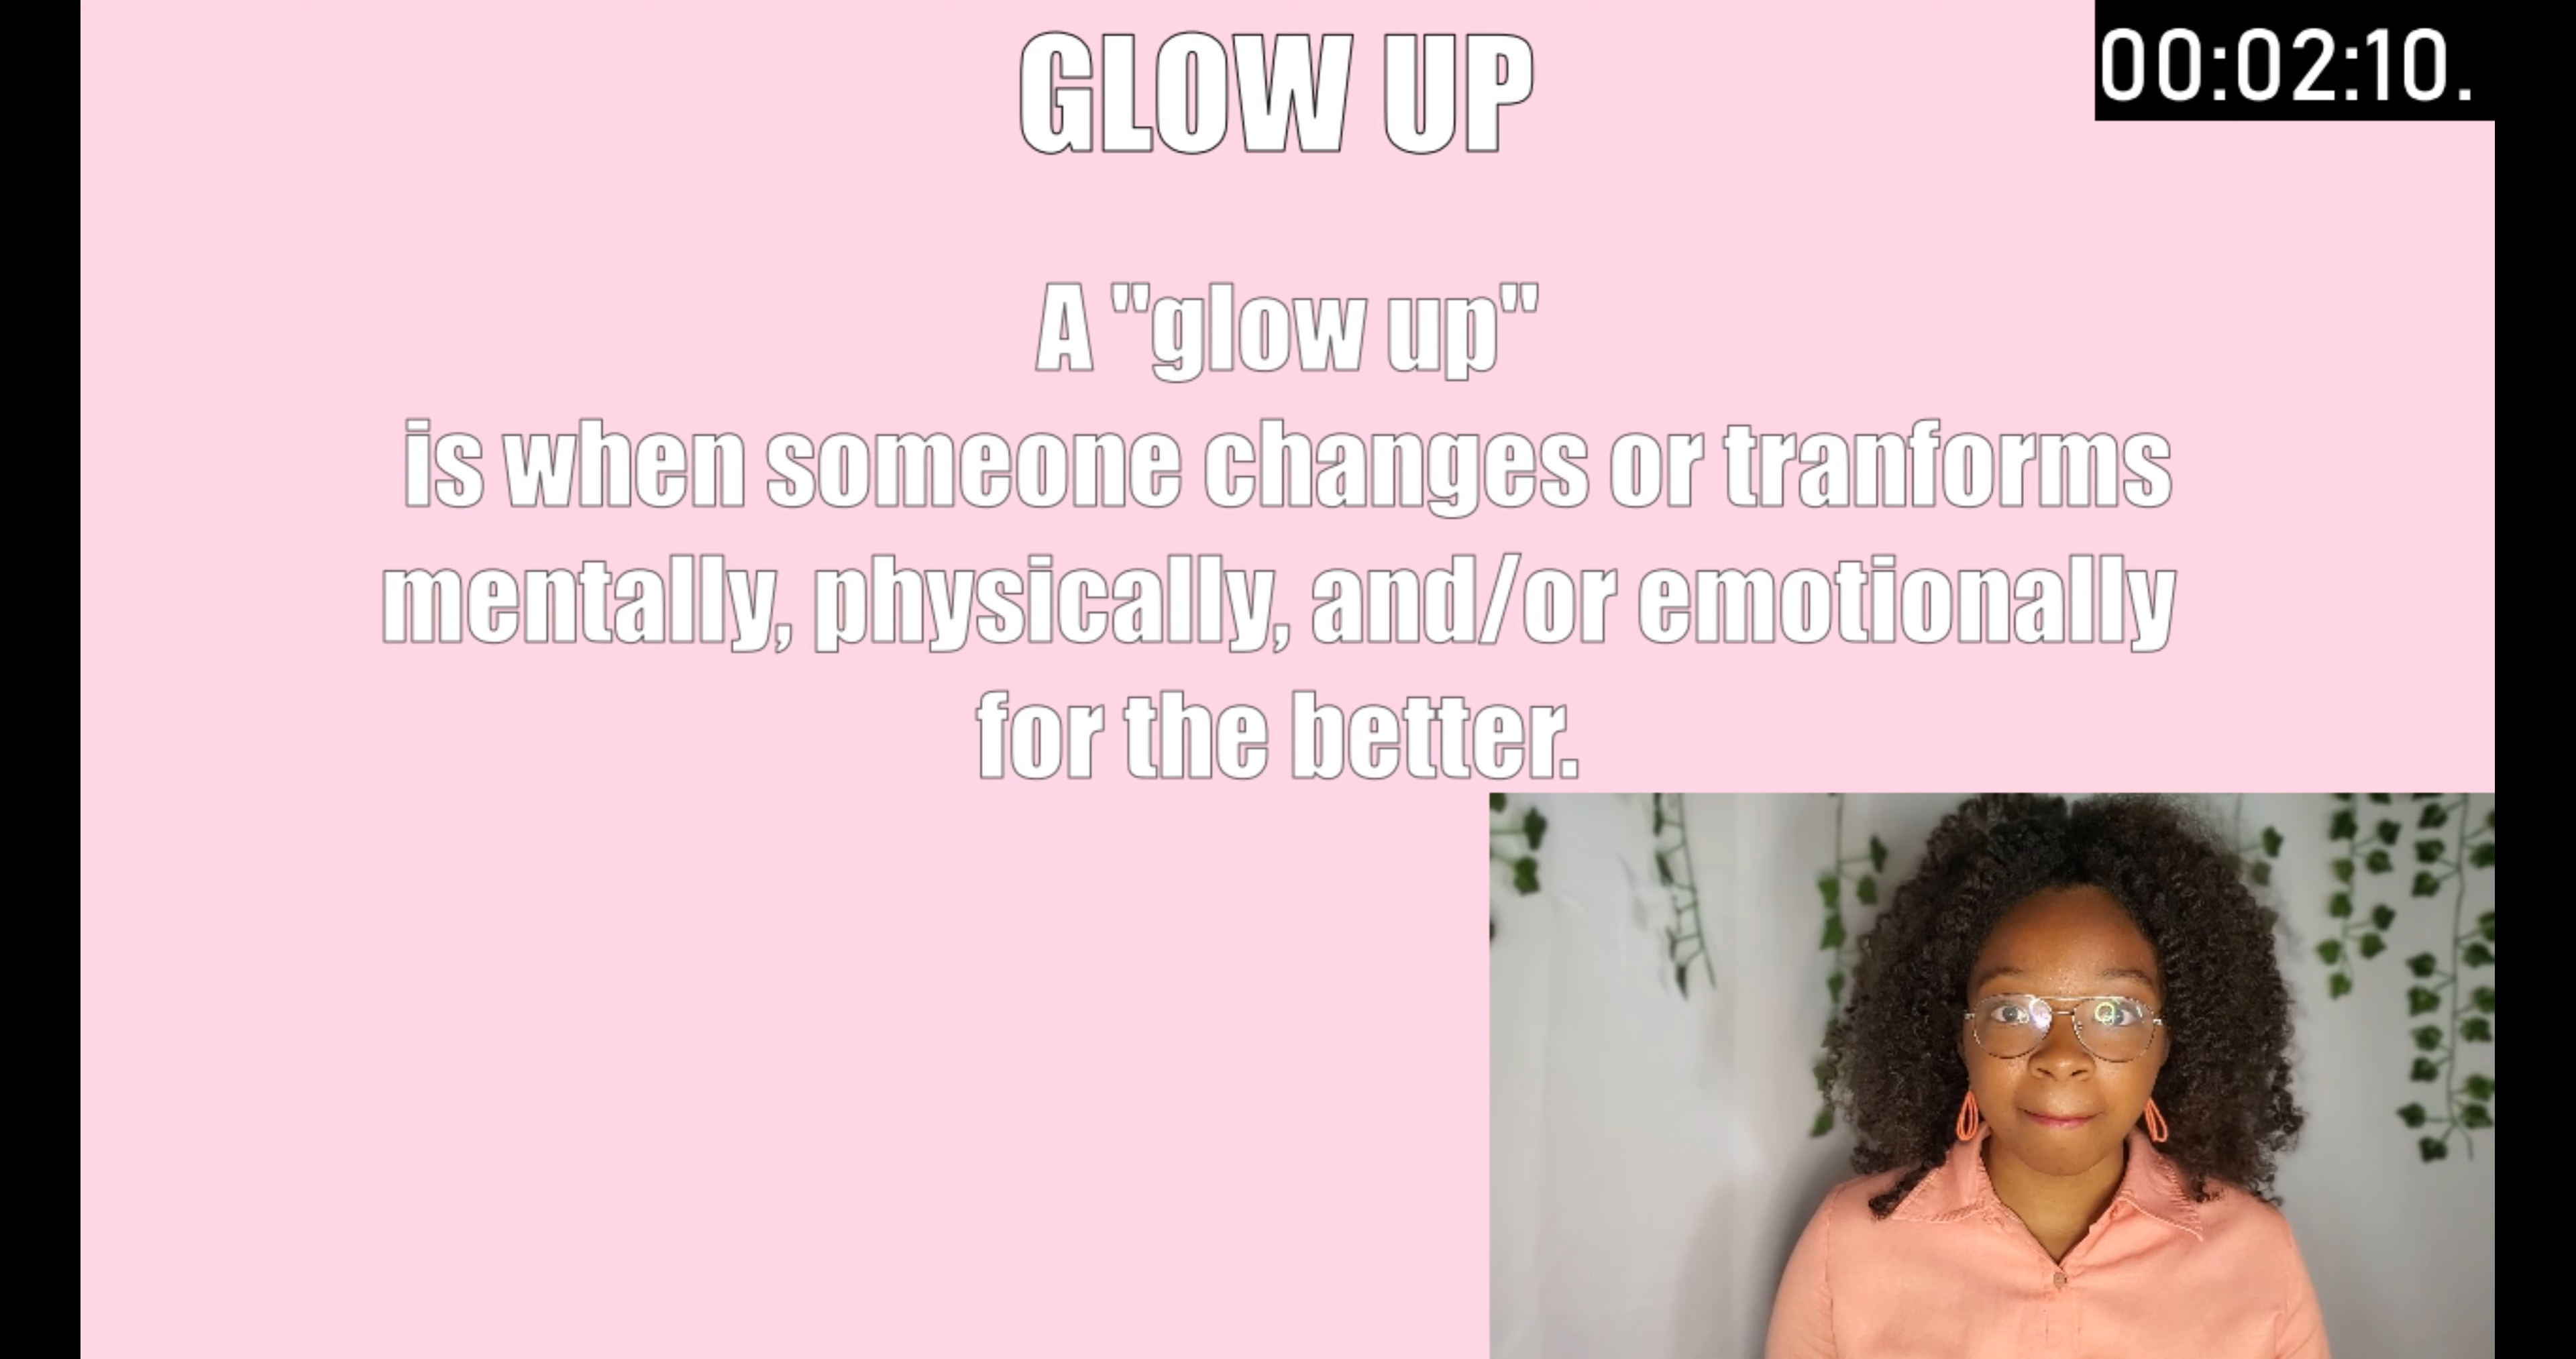 GLOW UP
00:02:10.
A "glow up"
is when someone changes or tranforms
mentally, physically, and/or emotionally
for the better.